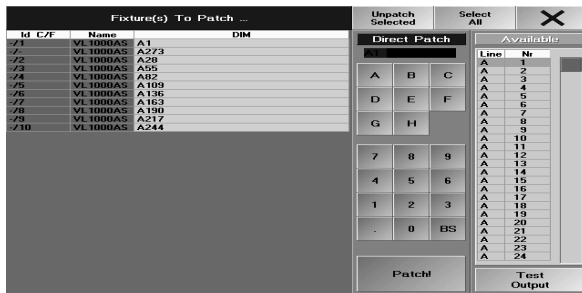 Fixture(s) To Patch ...
Unpatch Selected
Select All
Id C/F Name DIM
-/1 VL1000AS A1
-/- VL1000AS A273
-/2 VL1000AS A28
-/3 VL1000AS A55
-/4 VL1000AS A82
-/5 VL1000AS A109
-/6 VL1000AS A136
-/7 VL1000AS A163
-/8 VL1000AS A190
-/9 VL1000AS A217
-/10 VL1000AS A244
Direct Patch
A1
A B C
D E F
G H
7 8 9
4 5 6
1 2 3
. 0 BS
Patch!
Available
Line Nr
A 1
A 2
A 3
A 4
A 5
A 6
A 7
A 8
A 9
A 10
A 11
A 12
A 13
A 14
A 15
A 16
A 17
A 18
A 19
A 20
A 21
A 22
A 23
A 24
Test Output